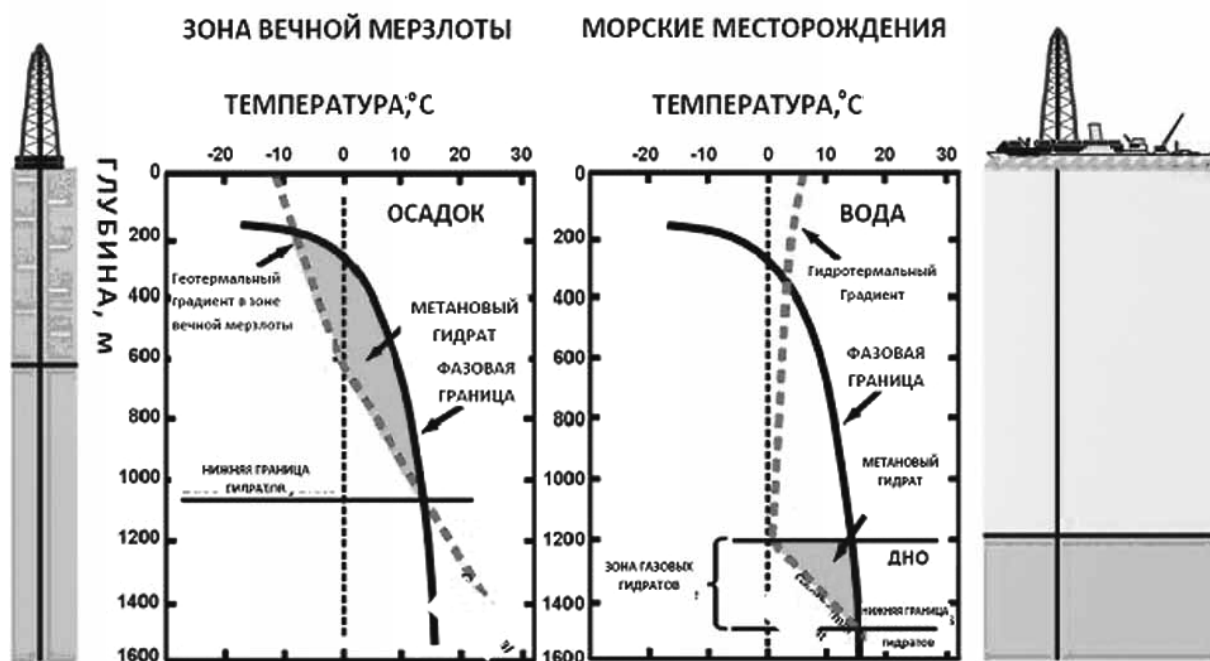 ЗОНА ВЕЧНОЙ МЕРЗЛОТЫ
ТЕМПЕРАТУРА,°С
-20 -10 0 10 20 30
ГЛУБИНА, м
0
200
400
600
800
1000
1200
1400
1600
ОСАДОК
Геотермальный
градиент в зоне
вечной мерзлоты
МЕТАНОВЫЙ
ГИДРАТ
ФАЗОВАЯ
ГРАНИЦА
НИЖНЯЯ ГРАНИЦА
ГИДРАТОВ
МОРСКИЕ МЕСТОРОЖДЕНИЯ
ТЕМПЕРАТУРА,°С
-20 -10 0 10 20 30
0
200
400
600
800
1000
1200
1400
1600
ВОДА
Гидротермальный
Градиент
ФАЗОВАЯ
ГРАНИЦА
МЕТАНОВЫЙ
ГИДРАТ
ДНО
ЗОНА ГАЗОВЫХ
ГИДРАТОВ
НИЖНЯЯ ГРАНИЦА
гидратов